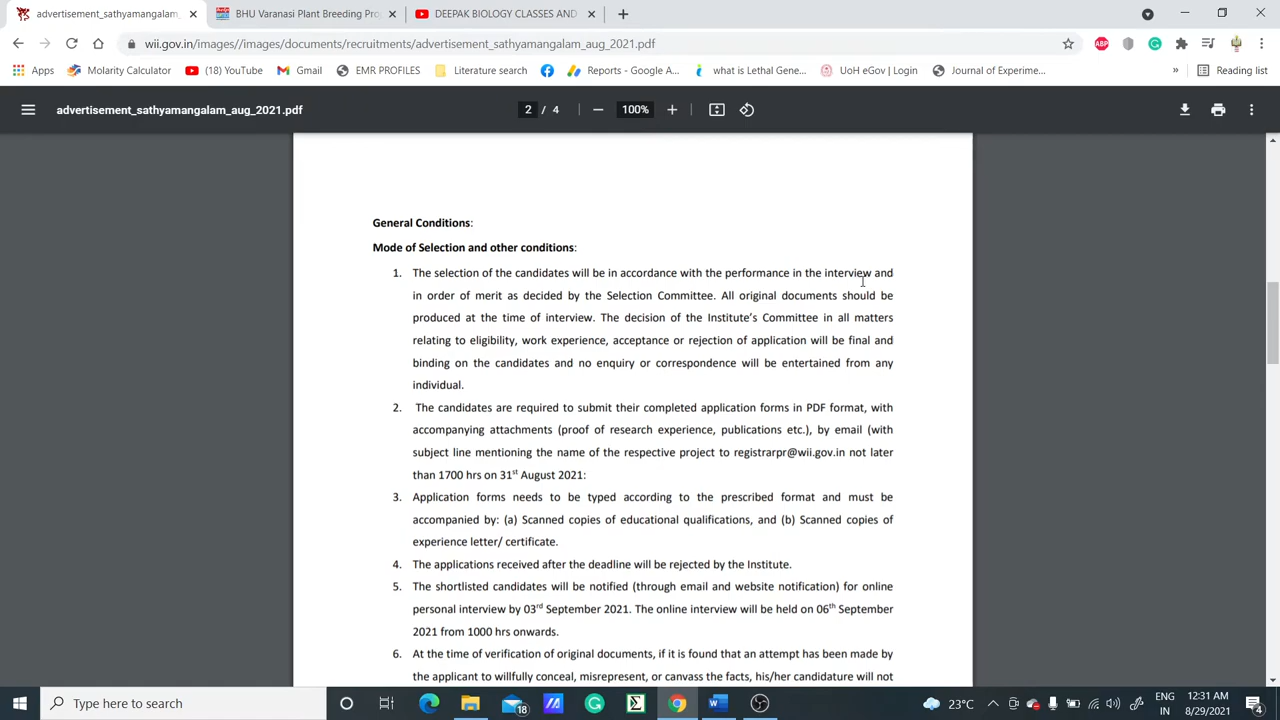 advertisement_sathyamangalam_
BHU Varanasi Plant Breeding Pro
DEEPAK BIOLOGY CLASSES AND
wii.gov.in/images//images/documents/recruitments/advertisement_sathyamangalam_aug_2021.pdf
ABP
Apps
Molarity Calculator
(18) YouTube
Gmail
EMR PROFILES
Literature search
Reports - Google A...
what is Lethal Gene...
UoH eGov | Login
Journal of Experime...
»
Reading list
advertisement_sathyamangalam_aug_2021.pdf
2 / 4
100%
General Conditions:
Mode of Selection and other conditions:
1. The selection of the candidates will be in accordance with the performance in the interview and
in order of merit as decided by the Selection Committee. All original documents should be
produced at the time of interview. The decision of the Institute’s Committee in all matters
relating to eligibility, work experience, acceptance or rejection of application will be final and
binding on the candidates and no enquiry or correspondence will be entertained from any
individual.
2. The candidates are required to submit their completed application forms in PDF format, with
accompanying attachments (proof of research experience, publications etc.), by email (with
subject line mentioning the name of the respective project to registrarpr@wii.gov.in not later
than 1700 hrs on 31st August 2021:
3. Application forms needs to be typed according to the prescribed format and must be
accompanied by: (a) Scanned copies of educational qualifications, and (b) Scanned copies of
experience letter/ certificate.
4. The applications received after the deadline will be rejected by the Institute.
5. The shortlisted candidates will be notified (through email and website notification) for online
personal interview by 03rd September 2021. The online interview will be held on 06th September
2021 from 1000 hrs onwards.
6. At the time of verification of original documents, if it is found that an attempt has been made by
the applicant to willfully conceal, misrepresent, or canvass the facts, his/her candidature will not
Type here to search
18
23°C
ENG
IN
12:31 AM
8/29/2021
4